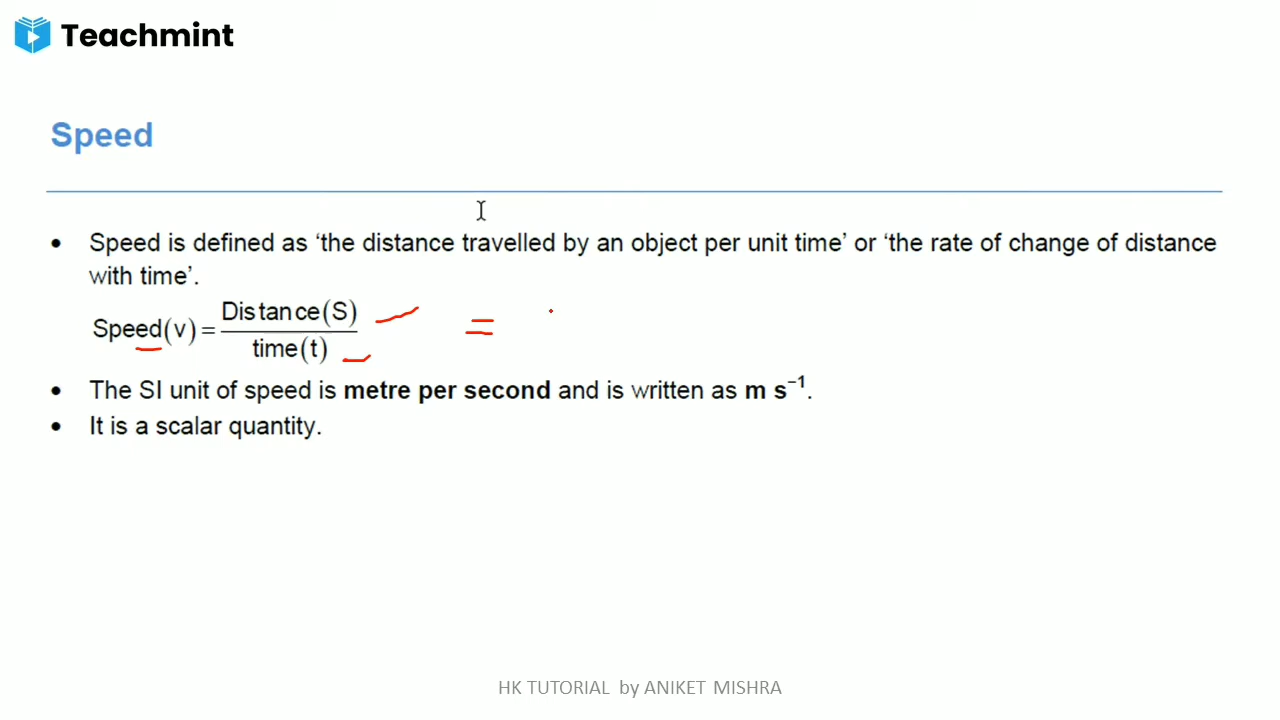 Teachmint
Speed
• Speed is defined as ‘the distance travelled by an object per unit time’ or ‘the rate of change of distance
with time’.
Speed(v) = Distance(S) / time(t) =
• The SI unit of speed is metre per second and is written as m s⁻¹.
• It is a scalar quantity.
HK TUTORIAL by ANIKET MISHRA